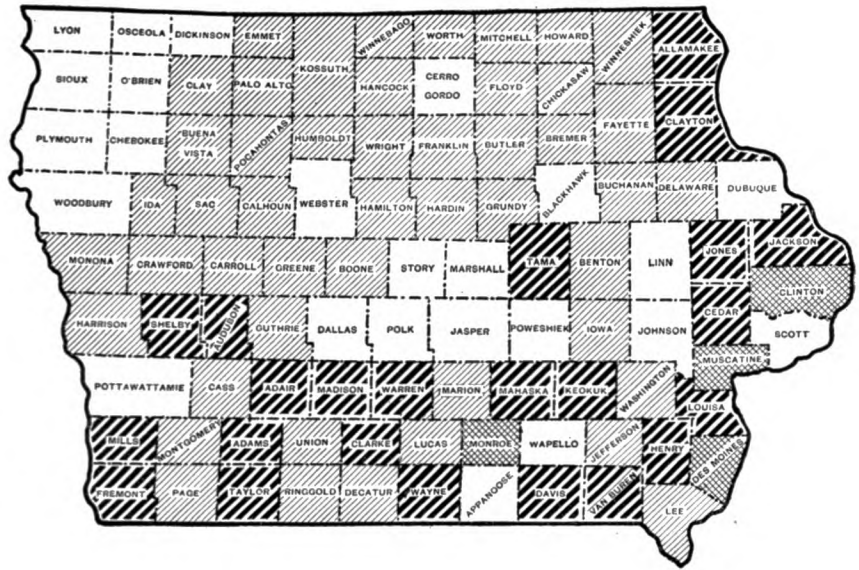 LYON
OSCEOLA
DICKINSON
EMMET
WINNEBAGO
WORTH
MITCHELL
HOWARD
WINNESHIEK
ALLAMAKEE
KOSSUTH
SIOUX
O'BRIEN
CLAY
PALO ALTO
HANCOCK
CERRO
GORDO
FLOYD
CHICKASAW
CLAYTON
PLYMOUTH
CHEBOKEE
BUENA
VISTA
POCAHONTAS
HUMBOLDT
WRIGHT
FRANKLIN
BUTLER
BREMER
FAYETTE
WOODBURY
IDA
SAC
CALHOUN
WEBSTER
HAMILTON
HARDIN
GRUNDY
BLACKHAWK
BUCHANAN
DELAWARE
DUBUQUE
MONONA
CRAWFORD
CARROLL
GREENE
BOONE
STORY
MARSHALL
TAMA
BENTON
LINN
JONES
JACKSON
CLINTON
HARRISON
SHELBY
AUDUBON
GUTHRIE
DALLAS
POLK
JASPER
POWESHIEK
IOWA
JOHNSON
CEDAR
SCOTT
MUSCATINE
POTTAWATTAMIE
CASS
ADAIR
MADISON
WARREN
MARION
MAHASKA
KEOKUK
WASHINGTON
LOUISA
MILLS
MONTGOMERY
ADAMS
UNION
CLARKE
LUCAS
MONROE
WAPELLO
JEFFERSON
HENRY
DES MOINES
FREMONT
PAGE
TAYLOR
RINGGOLD
DECATUR
WAYNE
APPANOOSE
DAVIS
VAN BUREN
LEE